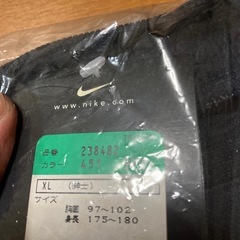 www.nike.com
品番 238482
カラー 451
XL (紳士)
サイズ
胸囲 97~102
身長 175~180